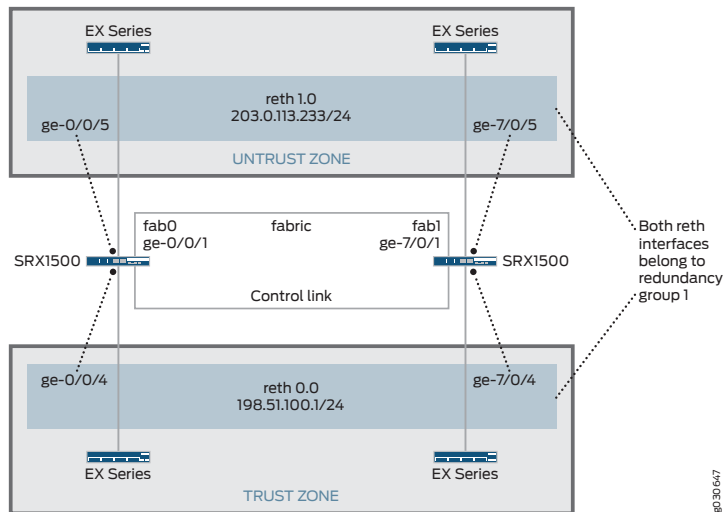 EX Series
EX Series
reth 1.0
203.0.113.233/24
ge-0/0/5
ge-7/0/5
UNTRUST ZONE
fab0
fabric
fab1
ge-0/0/1
ge-7/0/1
SRX1500
SRX1500
Control link
Both reth
interfaces
belong to
redundancy
group 1
ge-0/0/4
ge-7/0/4
reth 0.0
198.51.100.1/24
EX Series
EX Series
TRUST ZONE
g030647